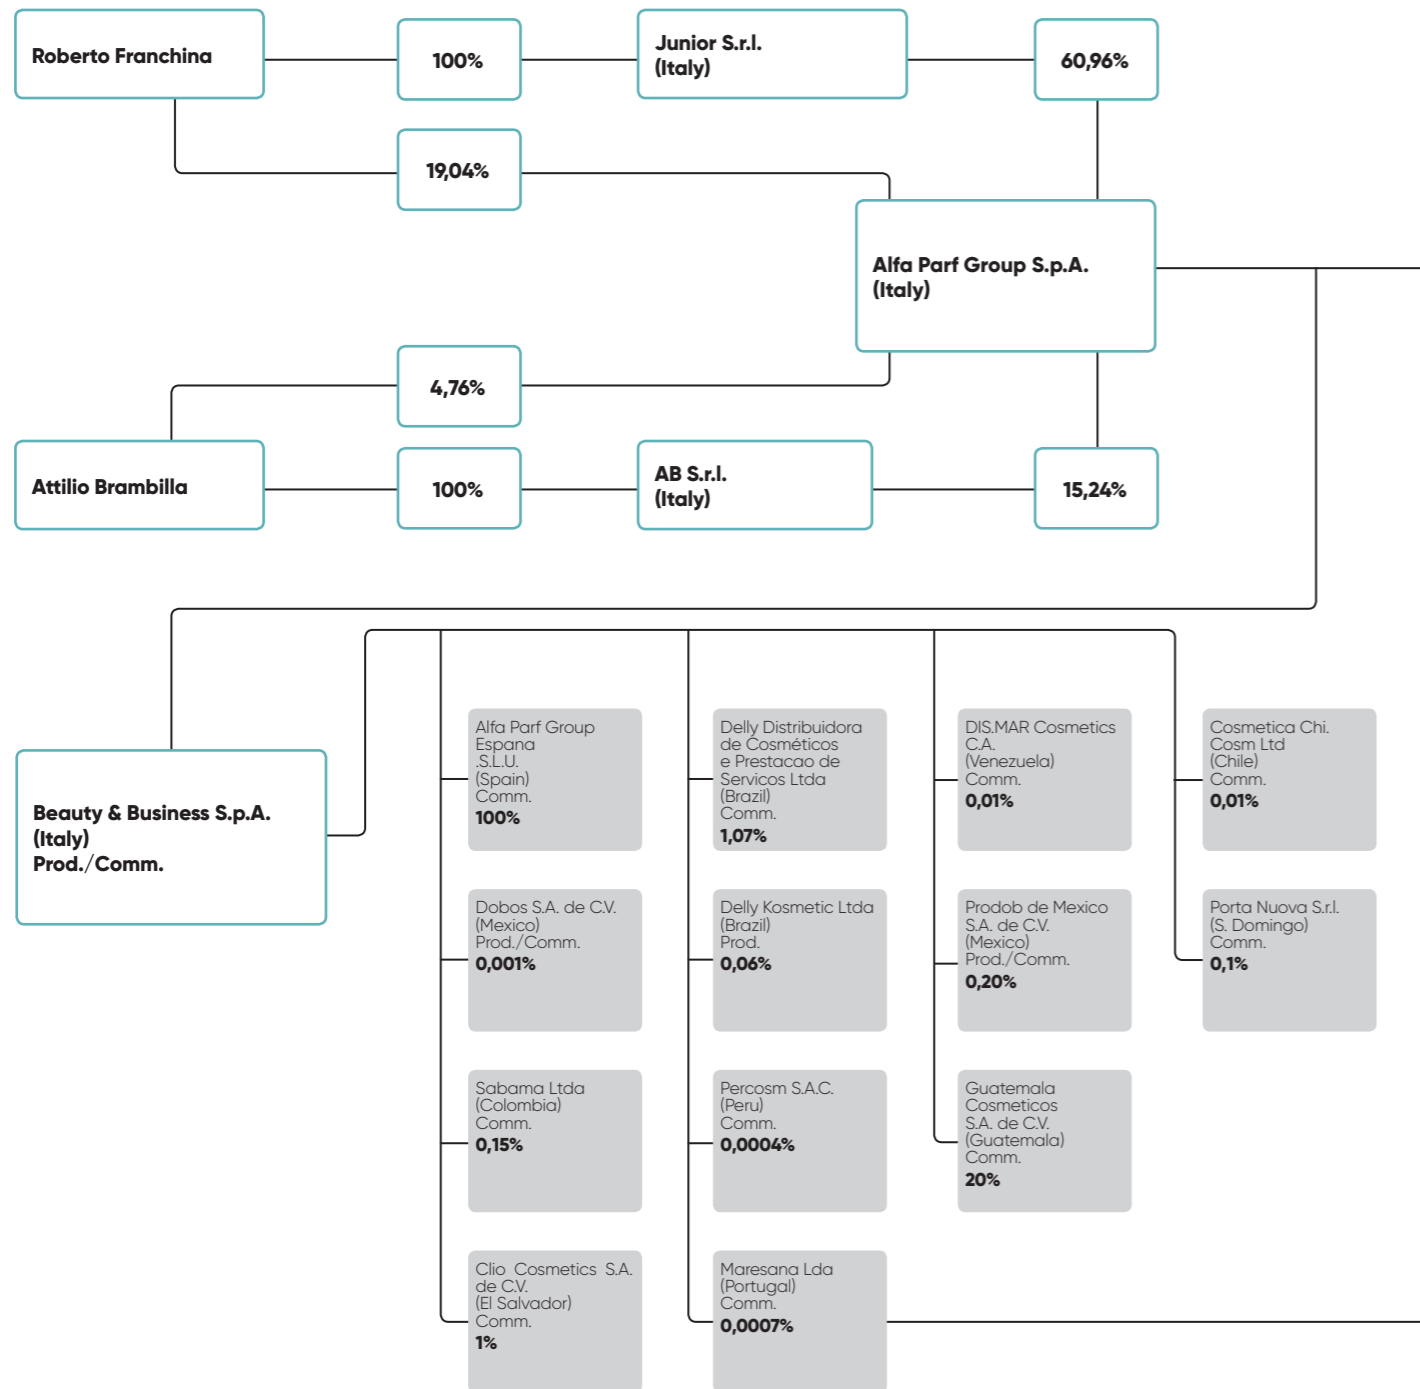 Roberto Franchina
100%
Junior S.r.l.
(Italy)
60,96%
19,04%
Alfa Parf Group S.p.A.
(Italy)
4,76%
Attilio Brambilla
100%
AB S.r.l.
(Italy)
15,24%
Beauty & Business S.p.A.
(Italy)
Prod./Comm.
Alfa Parf Group
Espana
.S.L.U.
(Spain)
Comm.
100%
Delly Distribuidora
de Cosméticos
e Prestacao de
Servicos Ltda
(Brazil)
Comm.
1,07%
DIS.MAR Cosmetics
C.A.
(Venezuela)
Comm.
0,01%
Cosmetica Chi.
Cosm Ltd
(Chile)
Comm.
0,01%
Dobos S.A. de C.V.
(Mexico)
Prod./Comm.
0,001%
Delly Kosmetic Ltda
(Brazil)
Prod.
0,06%
Prodob de Mexico
S.A. de C.V.
(Mexico)
Prod./Comm.
0,20%
Porta Nuova S.r.l.
(S. Domingo)
Comm.
0,1%
Sabama Ltda
(Colombia)
Comm.
0,15%
Percosm S.A.C.
(Peru)
Comm.
0,0004%
Guatemala
Cosmeticos
S.A. de C.V.
(Guatemala)
Comm.
20%
Clio Cosmetics S.A.
de C.V.
(El Salvador)
Comm.
1%
Maresana Lda
(Portugal)
Comm.
0,0007%